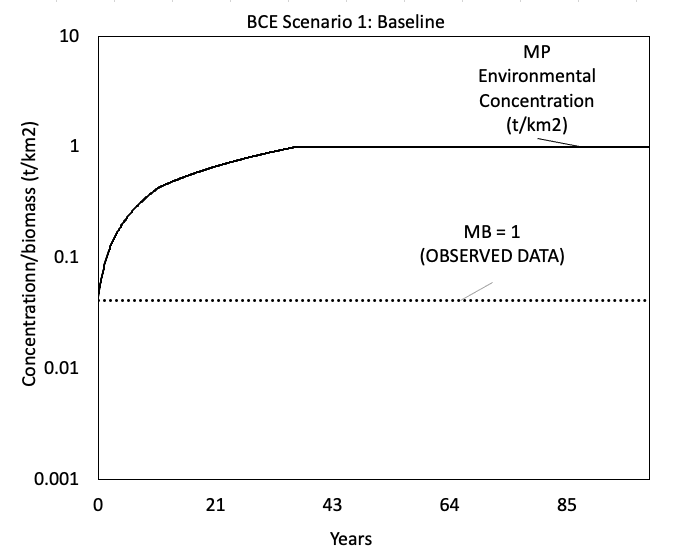 BCE Scenario 1: Baseline
10
MP
Environmental
Concentration
(t/km2)
1
MB = 1
(OBSERVED DATA)
0.1
0.01
0.001
Concentrationn/biomass (t/km2)
0 21 43 64 85
Years